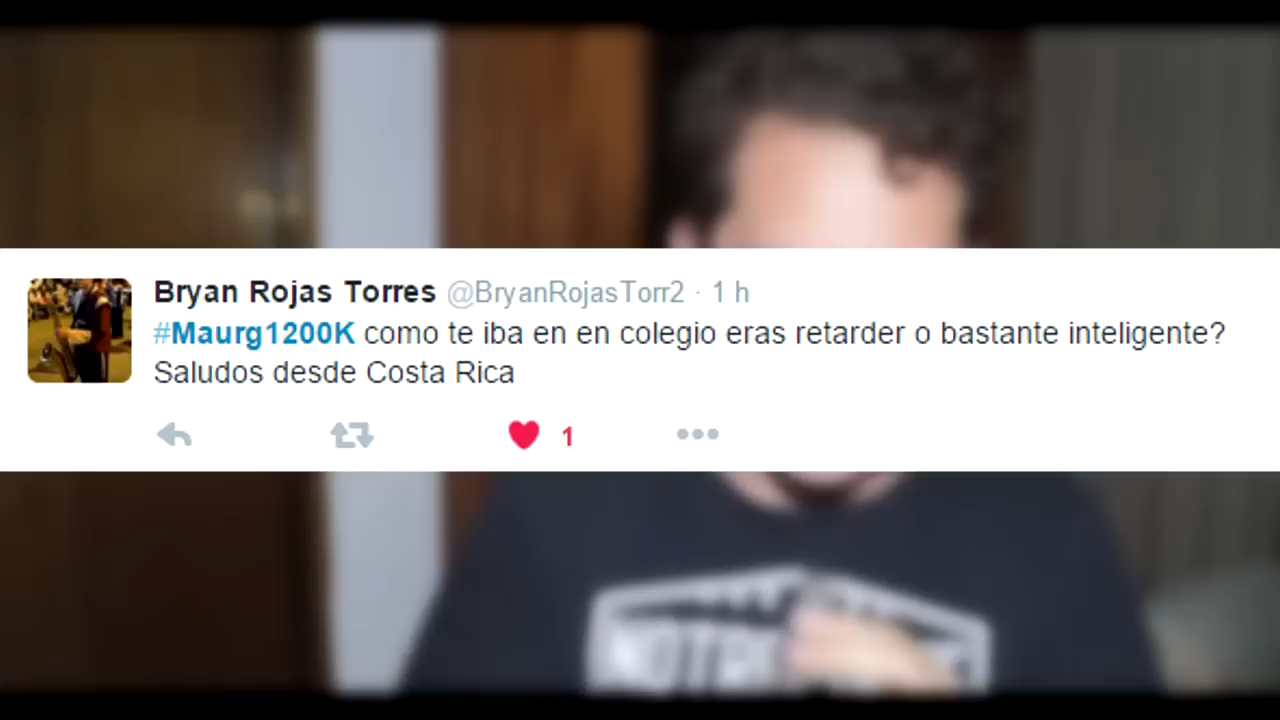 Bryan Rojas Torres @BryanRojasTorr2 · 1 h
#Maurg1200K como te iba en en colegio eras retarder o bastante inteligente?
Saludos desde Costa Rica
1